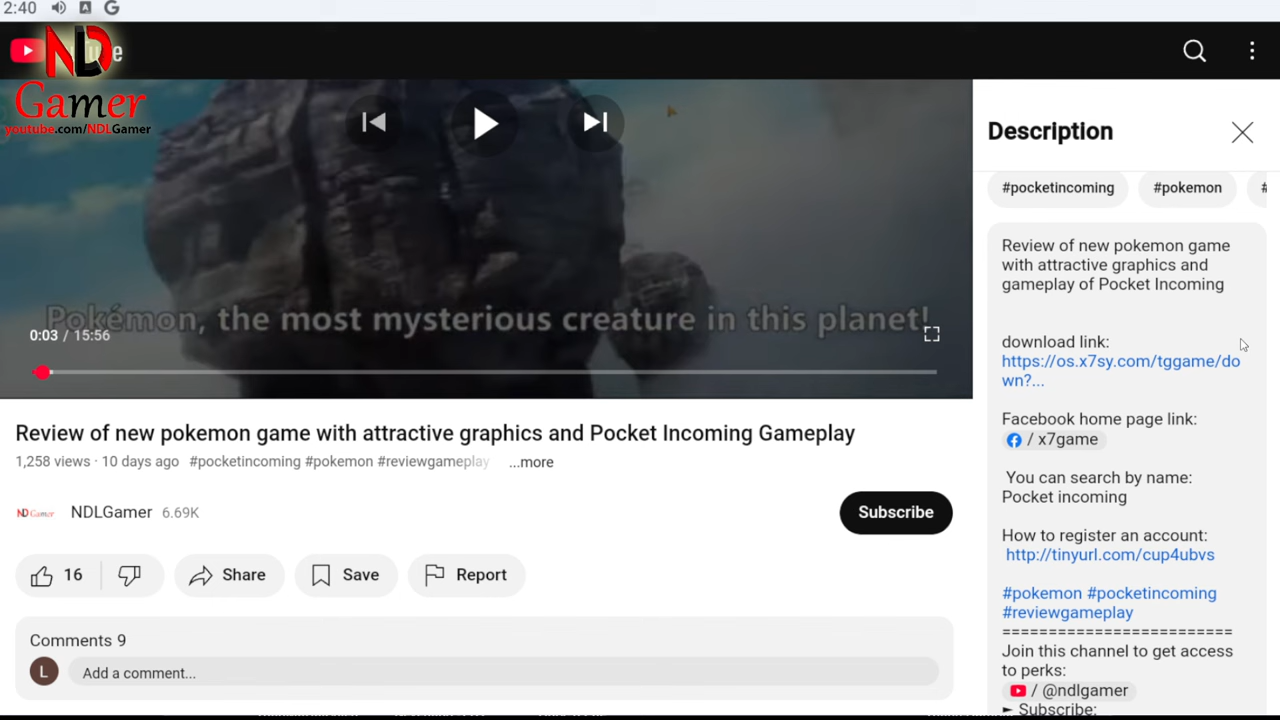 2:40
ND
Gamer
youtube.com/NDLGamer
Pokémon, the most mysterious creature in this planet!
0:03 / 15:56
Review of new pokemon game with attractive graphics and Pocket Incoming Gameplay
1,258 views · 10 days ago #pocketincoming #pokemon #reviewgameplay ...more
ND Gamer
NDLGamer 6.69K
Subscribe
16
Share
Save
Report
Comments 9
L
Add a comment...
Description
#pocketincoming
#pokemon
#
Review of new pokemon game
with attractive graphics and
gameplay of Pocket Incoming
download link:
https://os.x7sy.com/tggame/do
wn?...
Facebook home page link:
/ x7game
You can search by name:
Pocket incoming
How to register an account:
http://tinyurl.com/cup4ubvs
#pokemon #pocketincoming
#reviewgameplay
=========================
Join this channel to get access
to perks:
/ @ndlgamer
► Subscribe: